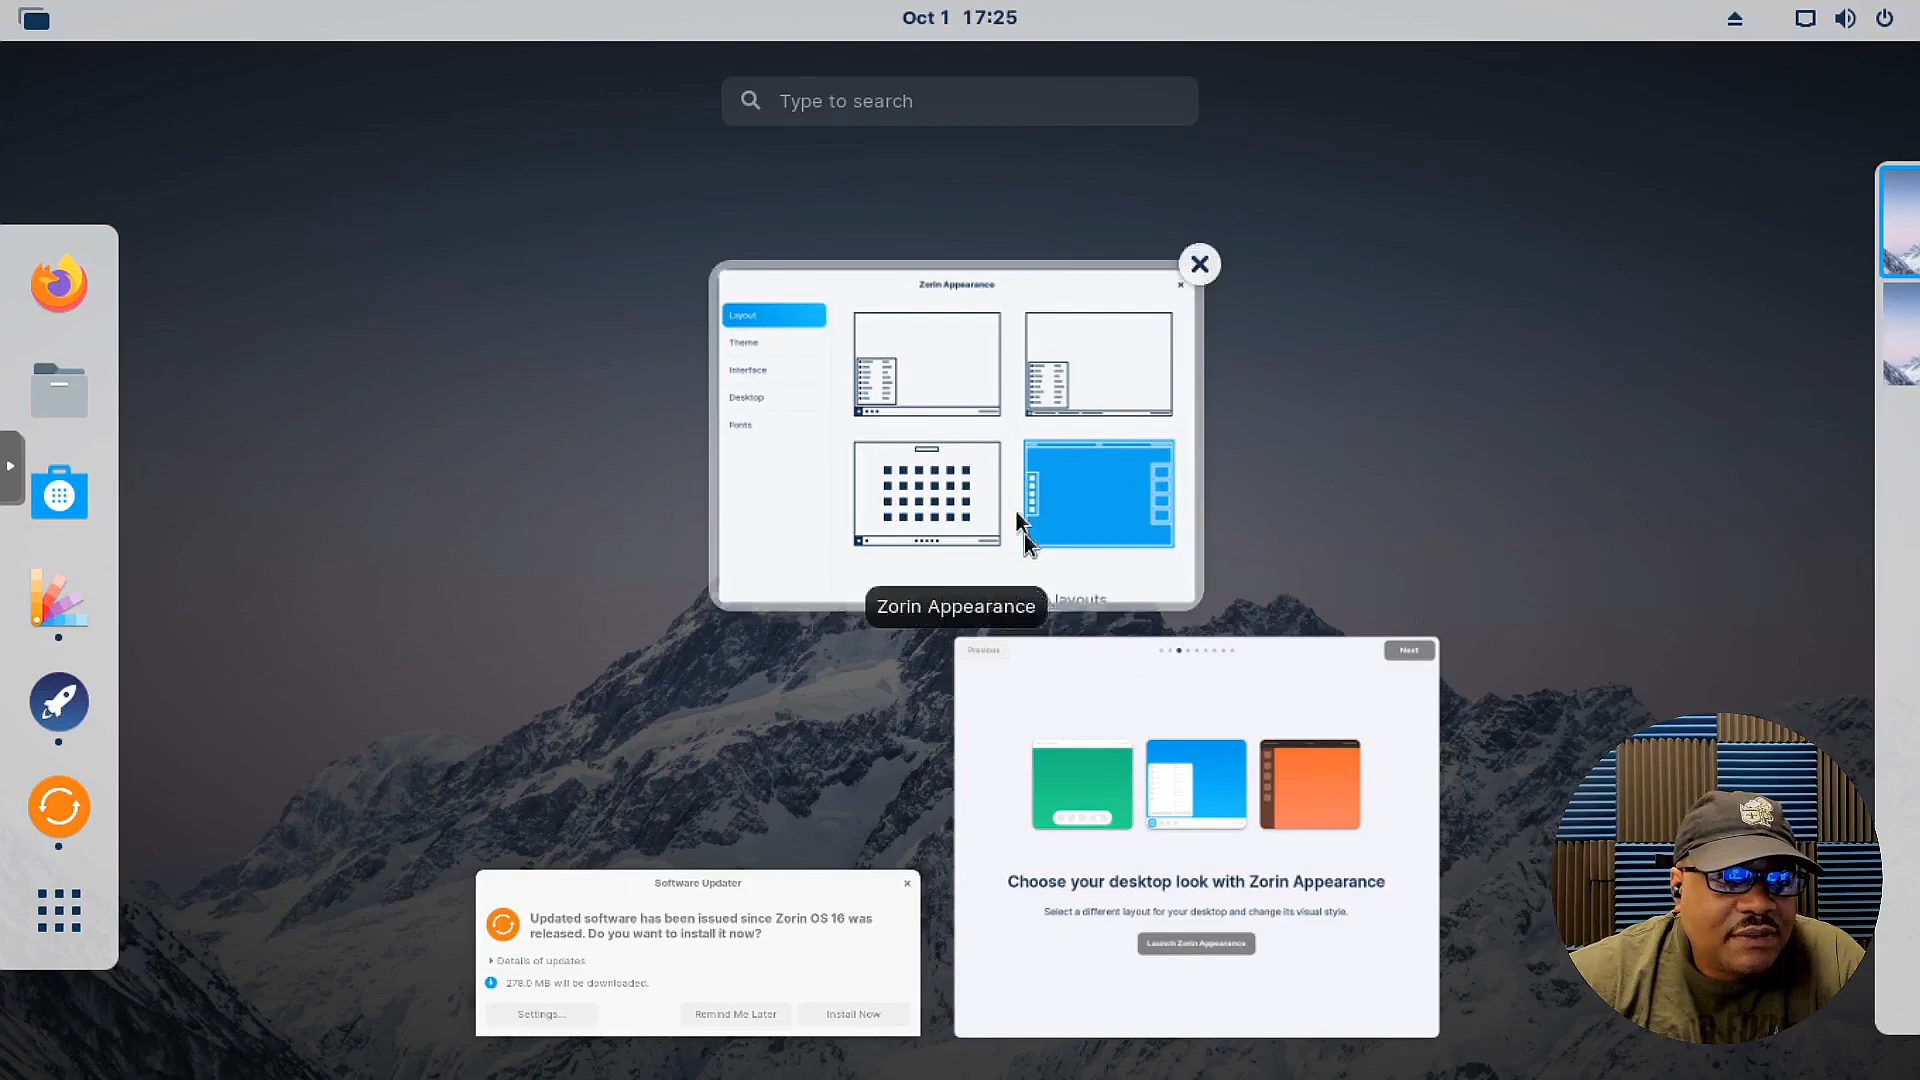 Oct 1 17:25
Type to search
Zorin Appearance
Layout
Theme
Interface
Desktop
Fonts
layouts
Zorin Appearance
Previous
Next
Choose your desktop look with Zorin Appearance
Select a different layout for your desktop and change its visual style.
Launch Zorin Appearance
Software Updater
Updated software has been issued since Zorin OS 16 was
released. Do you want to install it now?
Details of updates
278.0 MB will be downloaded.
Settings...
Remind Me Later
Install Now